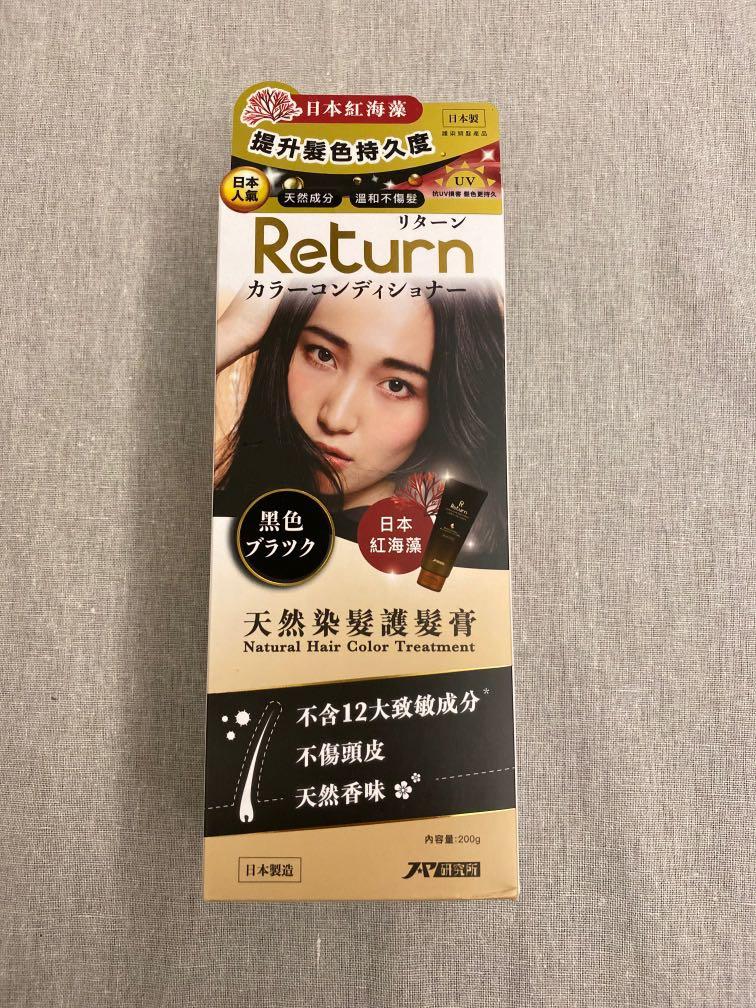 日本紅海藻
日本製
護染頭髮產品
提升髮色持久度
日本
人氣
天然成分
溫和不傷髮
UV
抗UV損害 髮色更持久
リターン
Return
カラーコンディショナー
黑色
ブラツク
日本
紅海藻
R
Return
天然染髮護髮膏
Natural Hair Color Treatment
不含12大致敏成分*
不傷頭皮
天然香味
內容量:200g
日本製造
研究所